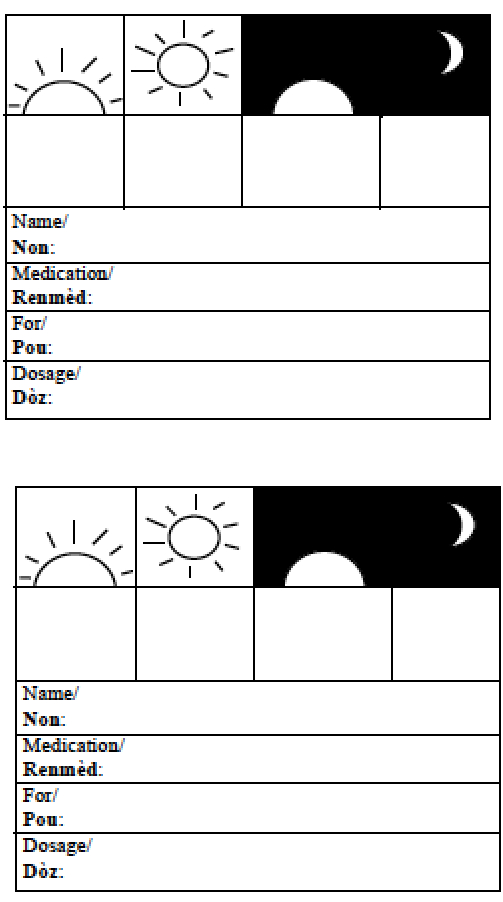 Name/
Non:
Medication/
Renmèd:
For/
Pou:
Dosage/
Dòz:
Name/
Non:
Medication/
Renmèd:
For/
Pou:
Dosage/
Dòz: